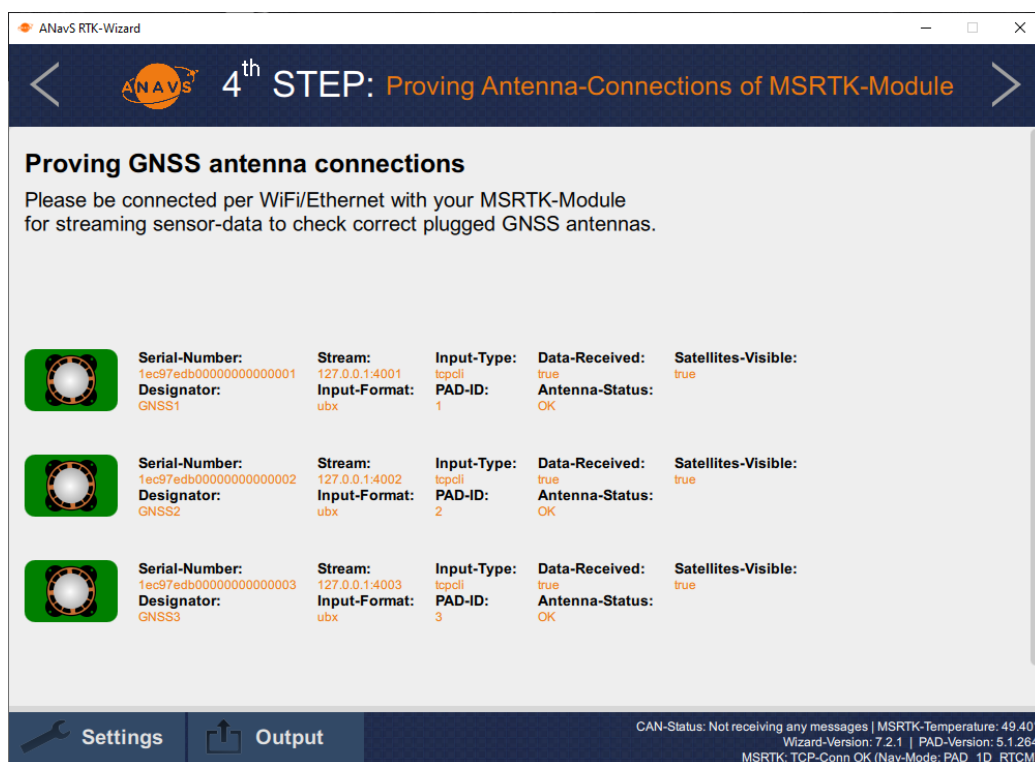 ANavS RTK-Wizard
ANAVS
4th STEP: Proving Antenna-Connections of MSRTK-Module
Proving GNSS antenna connections
Please be connected per WiFi/Ethernet with your MSRTK-Module
for streaming sensor-data to check correct plugged GNSS antennas.
Serial-Number: Stream: Input-Type: Data-Received: Satellites-Visible:
1ec97edb00000000000001 127.0.0.1:4001 tcpcli true true
Designator: Input-Format: PAD-ID: Antenna-Status:
GNSS1 ubx 1 OK
Serial-Number: Stream: Input-Type: Data-Received: Satellites-Visible:
1ec97edb00000000000002 127.0.0.1:4002 tcpcli true true
Designator: Input-Format: PAD-ID: Antenna-Status:
GNSS2 ubx 2 OK
Serial-Number: Stream: Input-Type: Data-Received: Satellites-Visible:
1ec97edb00000000000003 127.0.0.1:4003 tcpcli true true
Designator: Input-Format: PAD-ID: Antenna-Status:
GNSS3 ubx 3 OK
Settings Output
CAN-Status: Not receiving any messages | MSRTK-Temperature: 49.40
Wizard-Version: 7.2.1 | PAD-Version: 5.1.264
MSRTK: TCP-Conn OK (Nav-Mode: PAD_1D_RTCM